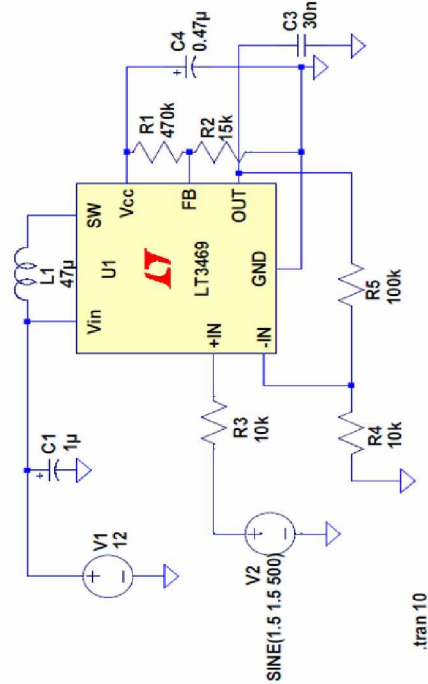 L1
47µ
V1
12
C1
1µ
Vin
SW
U1
LT3469
Vcc
FB
OUT
+IN
-IN
GND
R1
470k
R2
15k
C4
0.47µ
C3
30n
+
+
+
−
R3
10k
V2
+
−
SINE(1.5 1.5 500)
R4
10k
R5
100k
.tran 10